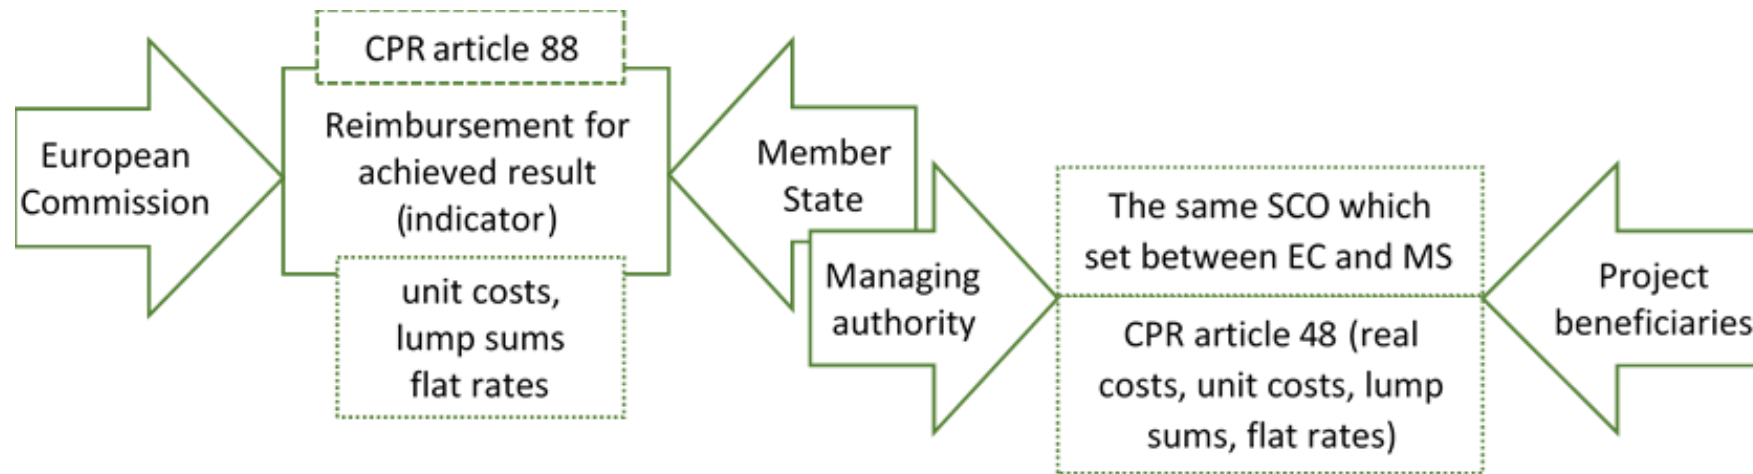 European
Commission
CPR article 88
Reimbursement for
achieved result
(indicator)
unit costs,
lump sums
flat rates
Member
State
Managing
authority
The same SCO which
set between EC and MS
CPR article 48 (real
costs, unit costs, lump
sums, flat rates)
Project
beneficiaries